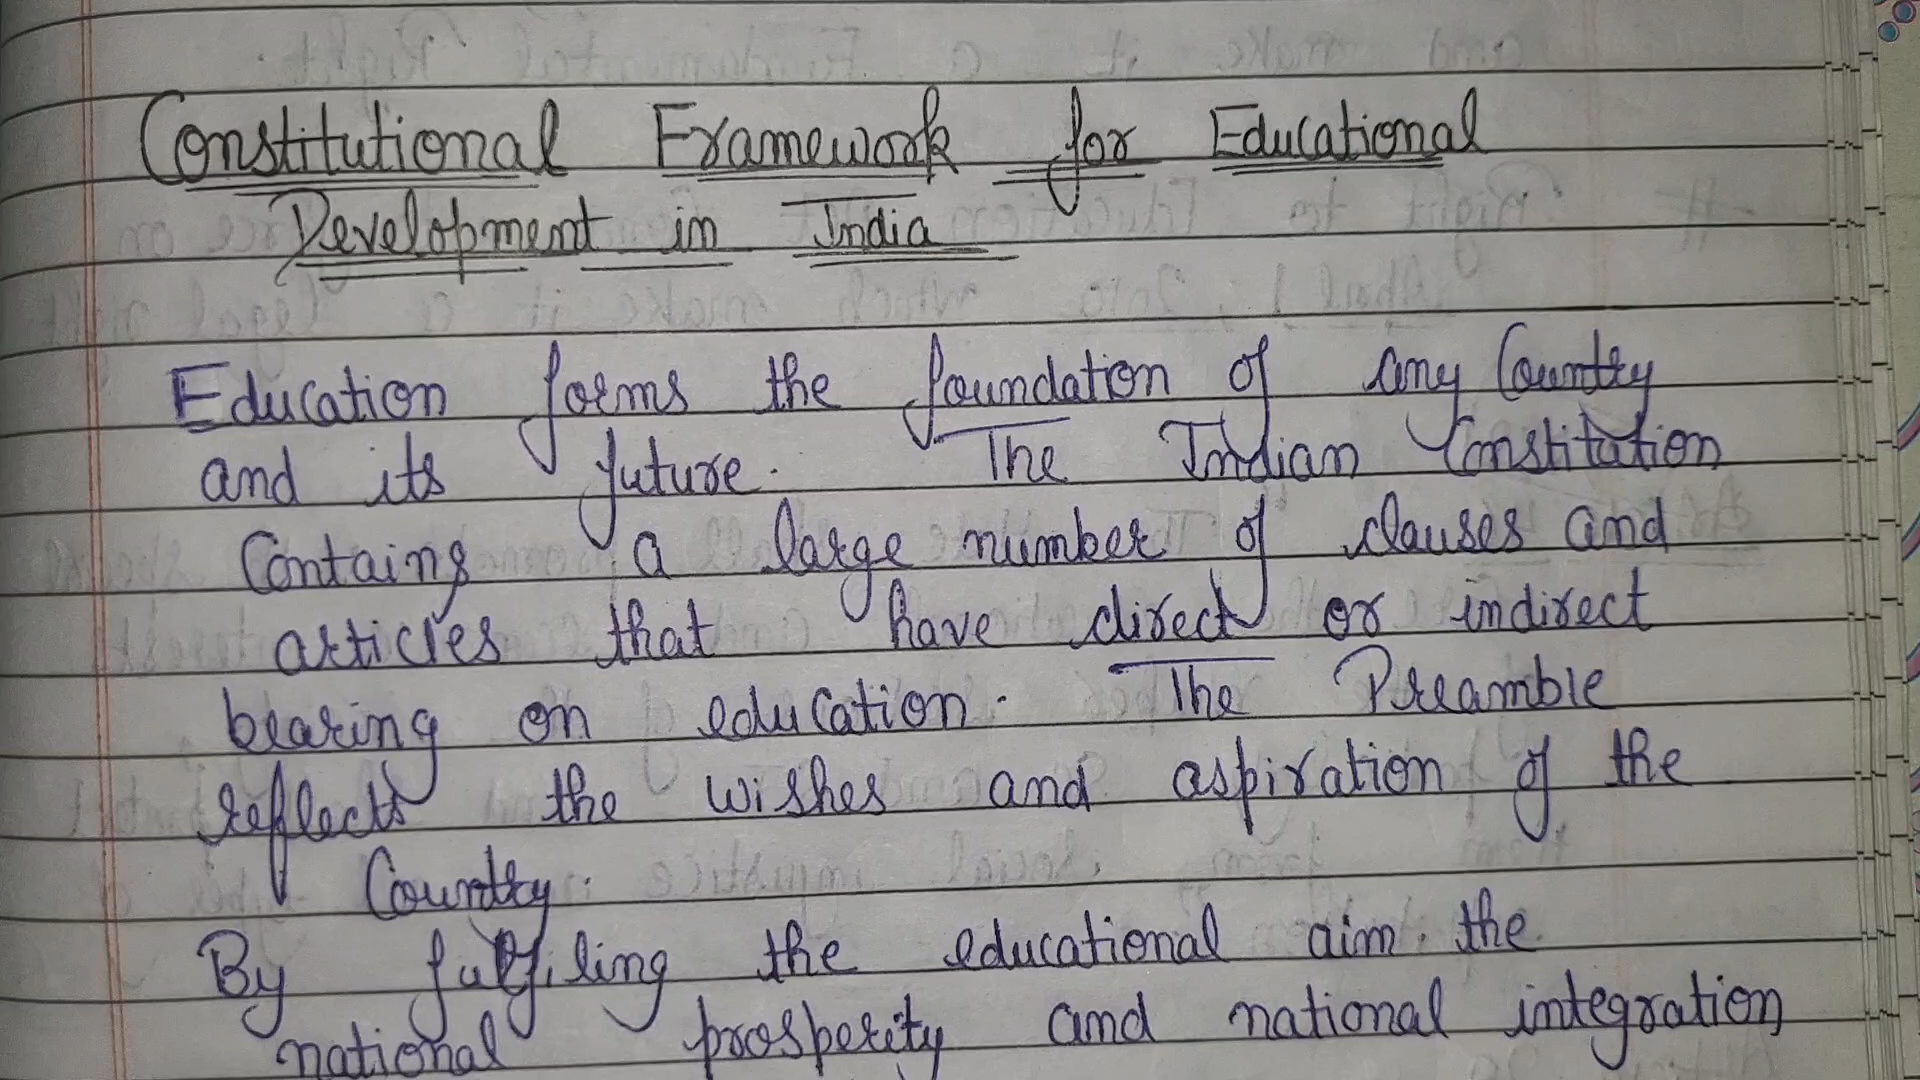 Constitutional Framework for Educational
Development in India
Education forms the foundation of any Country
and its future. The Indian Constitution
Contains a large number of clauses and
articles that have direct or indirect
bearing on education. The Preamble
reflects the wishes and aspiration of the
Country.
By fulfiling the educational aim the
national prosperity and national integration